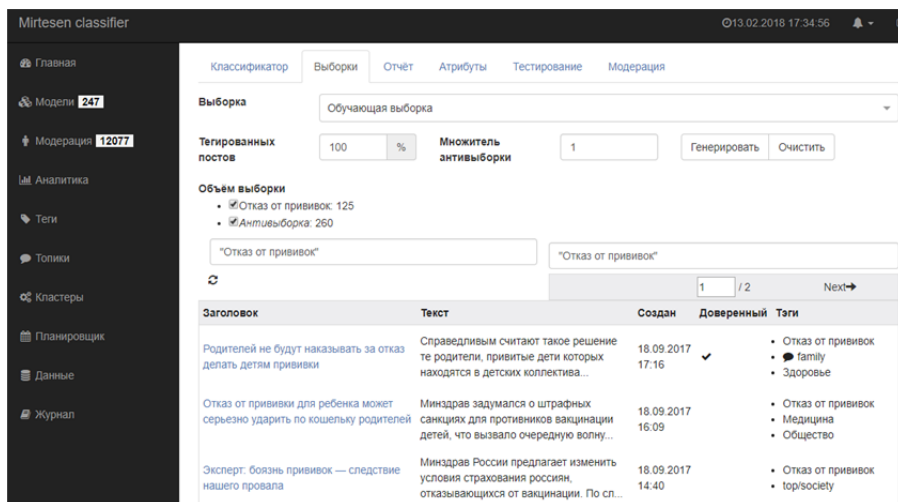 Mirtesen classifier
13.02.2018 17:34:56
Главная
Модели 247
Модерация 12077
Аналитика
Теги
Топики
Кластеры
Планировщик
Данные
Журнал
Классификатор Выборки Отчёт Атрибуты Тестирование Модерация
Выборка Обучающая выборка
Тегированных постов 100 % Множитель антивыборки 1 Генерировать Очистить
Объём выборки
Отказ от прививок: 125
Антивыборка: 260
"Отказ от прививок" "Отказ от прививок"
1 / 2 Next
Заголовок Текст Создан Доверенный Тэги
Родителей не будут наказывать за отказ
делать детям прививки
Справедливым считают такое решение
те родители, привитые дети которых
находятся в детских коллектива...
18.09.2017
17:16
Отказ от прививок
family
Здоровье
Отказ от прививки для ребенка может
серьезно ударить по кошельку родителей
Минздрав задумался о штрафных
санкциях для противников вакцинации
детей, что вызвало очередную волну...
18.09.2017
16:09
Отказ от прививок
Медицина
Общество
Эксперт: боязнь прививок — следствие
нашего провала
Минздрав России предлагает изменить
условия страхования россиян,
отказывающихся от вакцинации. По сл...
18.09.2017
14:40
Отказ от прививок
top/society